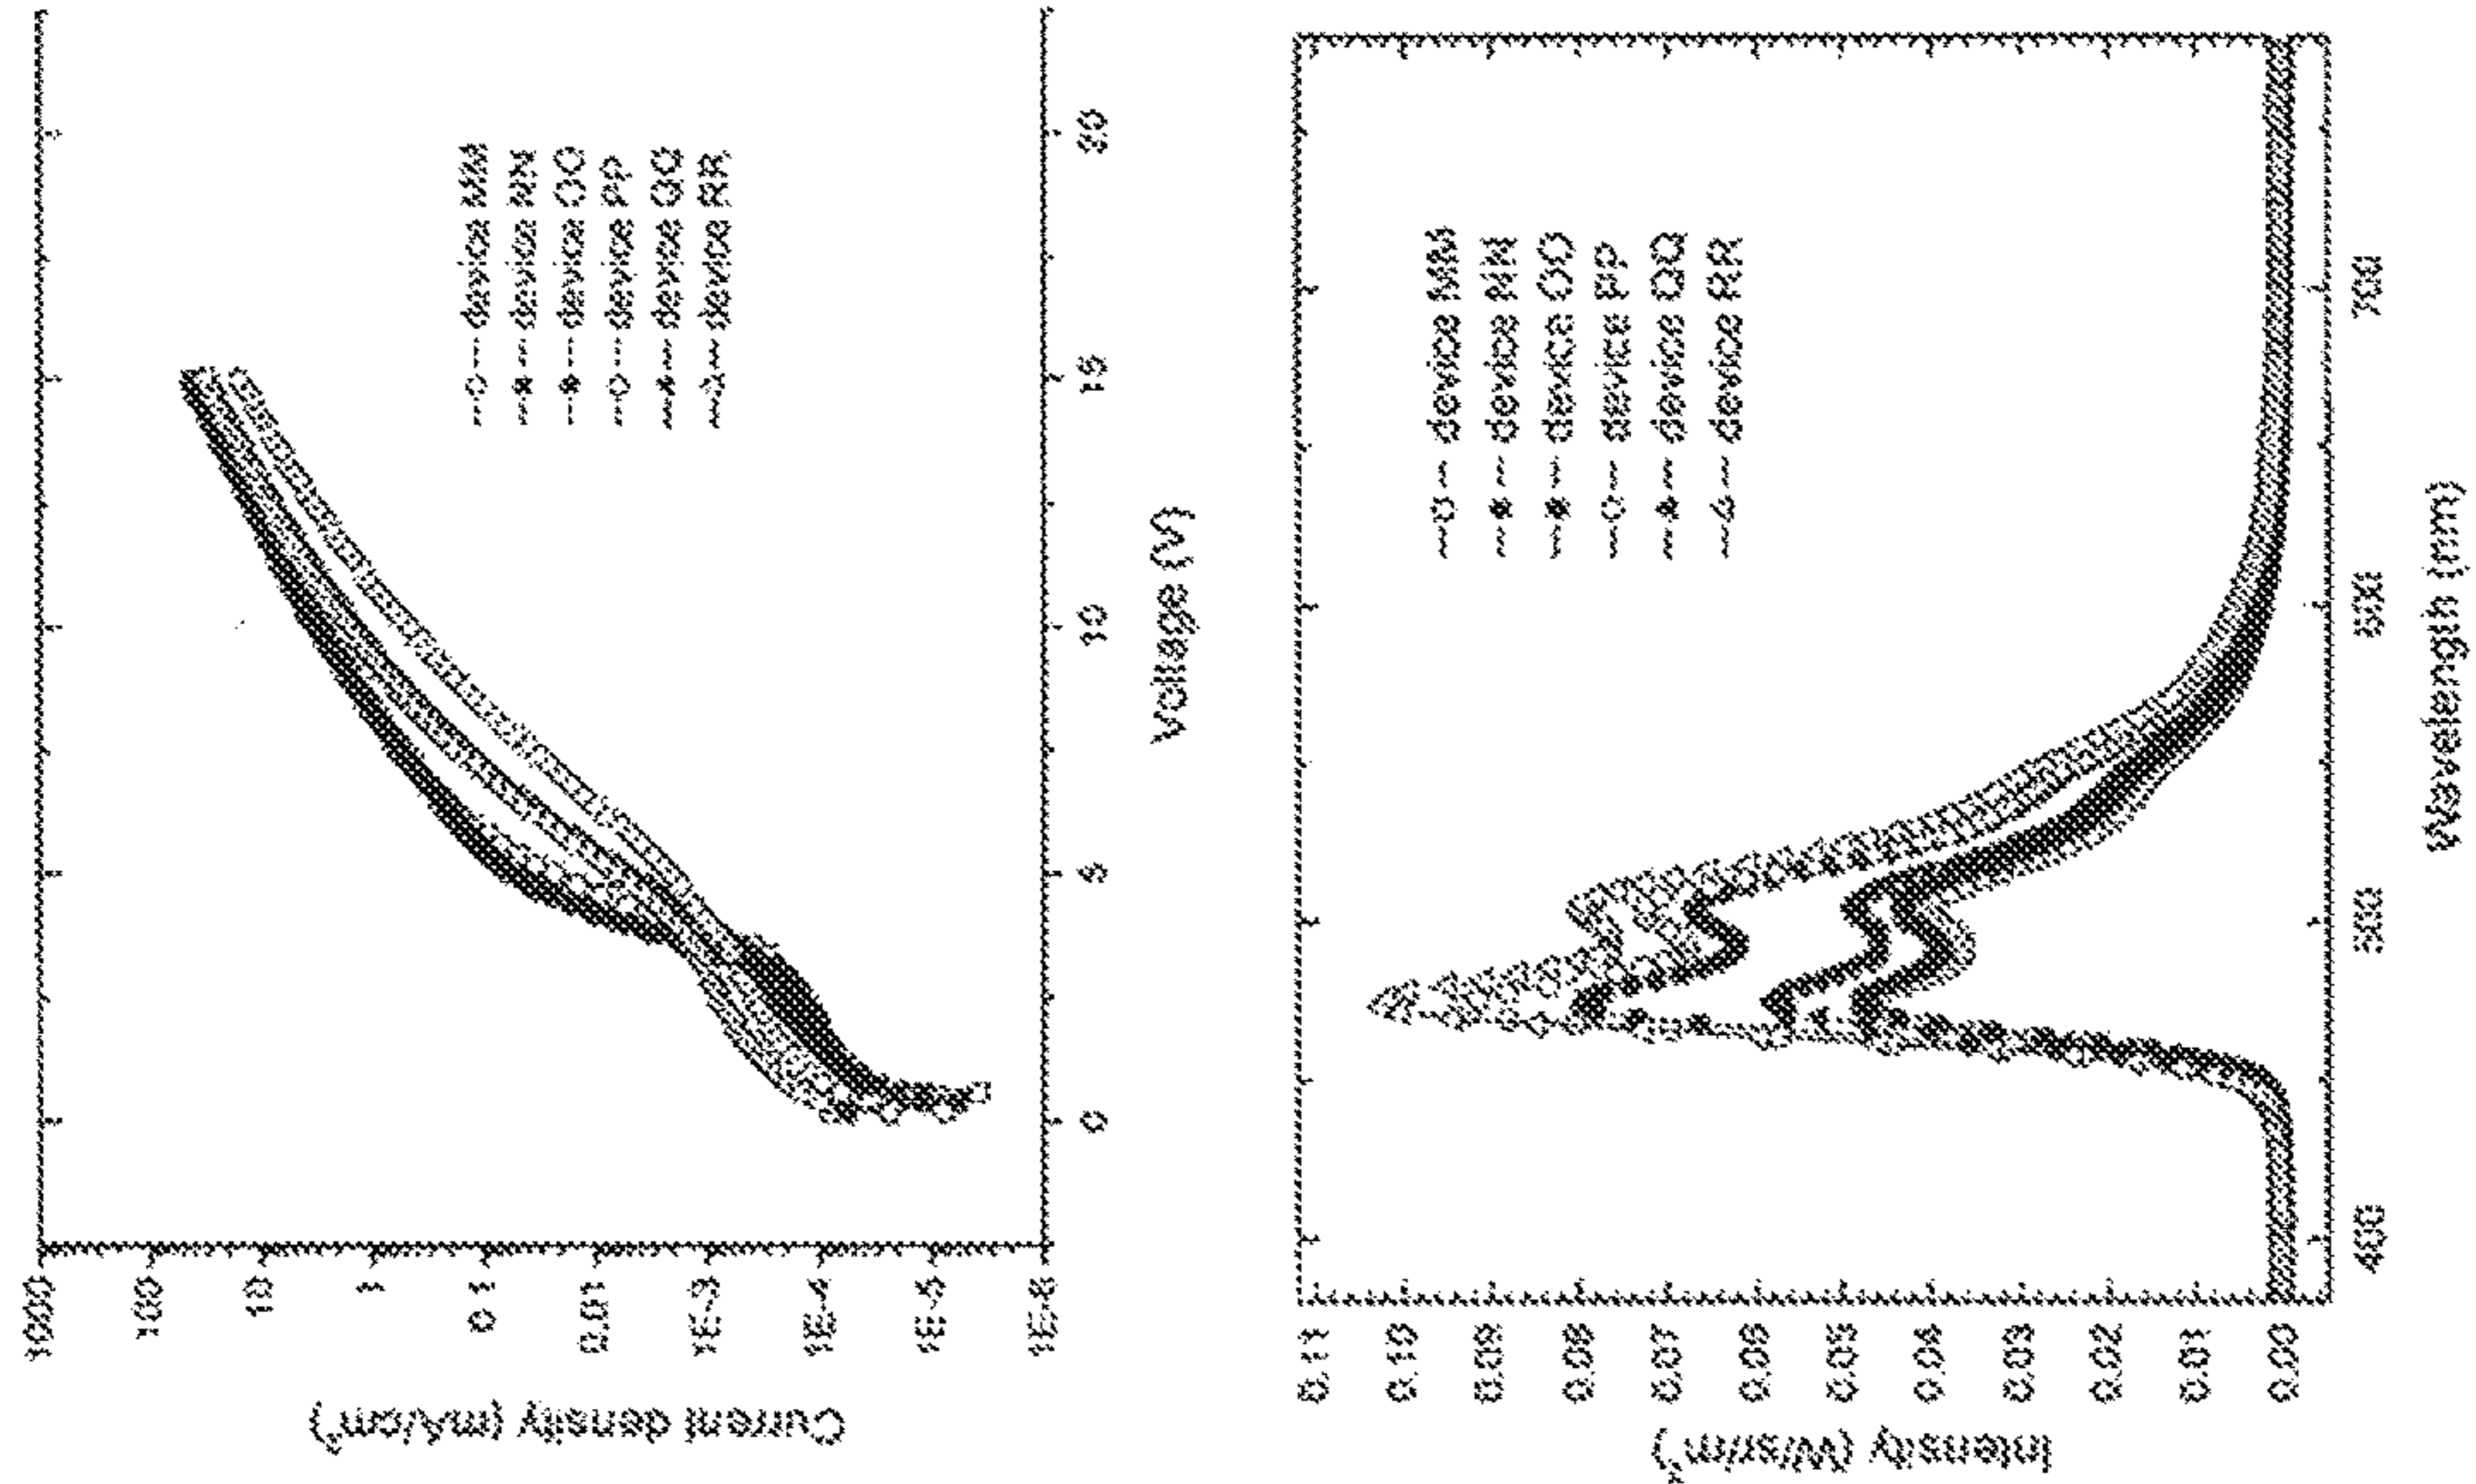 Current density (mA/cm²)
1000
100
10
1
0.1
0.01
1E-3
1E-4
1E-5
1E-6
0
5
10
15
20
Voltage (V)
device MM
device NN
device OO
device PP
device QQ
device RR
Intensity (W/sr/m²)
0.11
0.10
0.09
0.08
0.07
0.06
0.05
0.04
0.03
0.02
0.01
0.00
400
500
600
700
Wavelength (nm)
device MM
device NN
device OO
device PP
device QQ
device RR